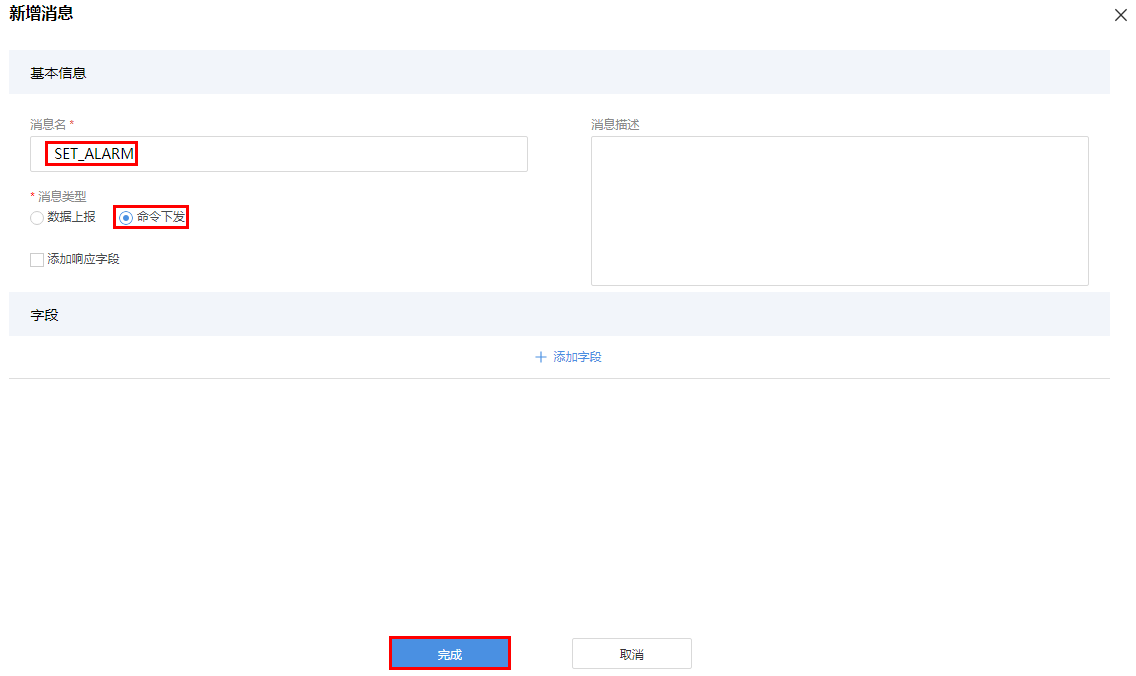 新增消息
基本信息
消息名 *
SET_ALARM
消息描述
* 消息类型
数据上报 命令下发
添加响应字段
字段
添加字段
完成 取消